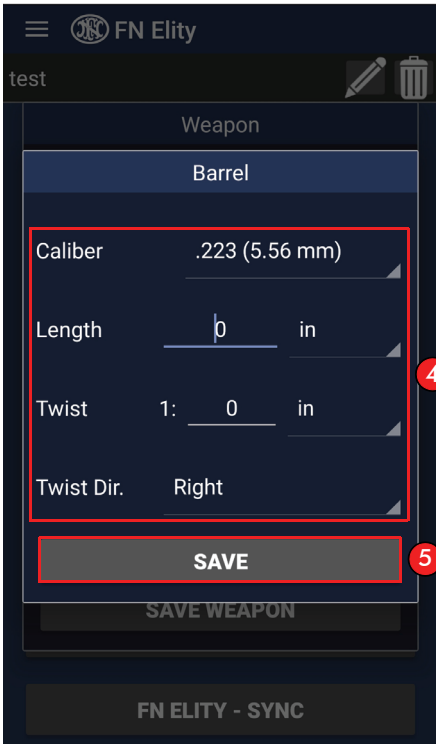 FN Elity
test
Weapon
Barrel
Caliber .223 (5.56 mm)
Length 0 in
4
Twist 1: 0 in
Twist Dir. Right
SAVE
5
SAVE WEAPON
FN ELITY - SYNC